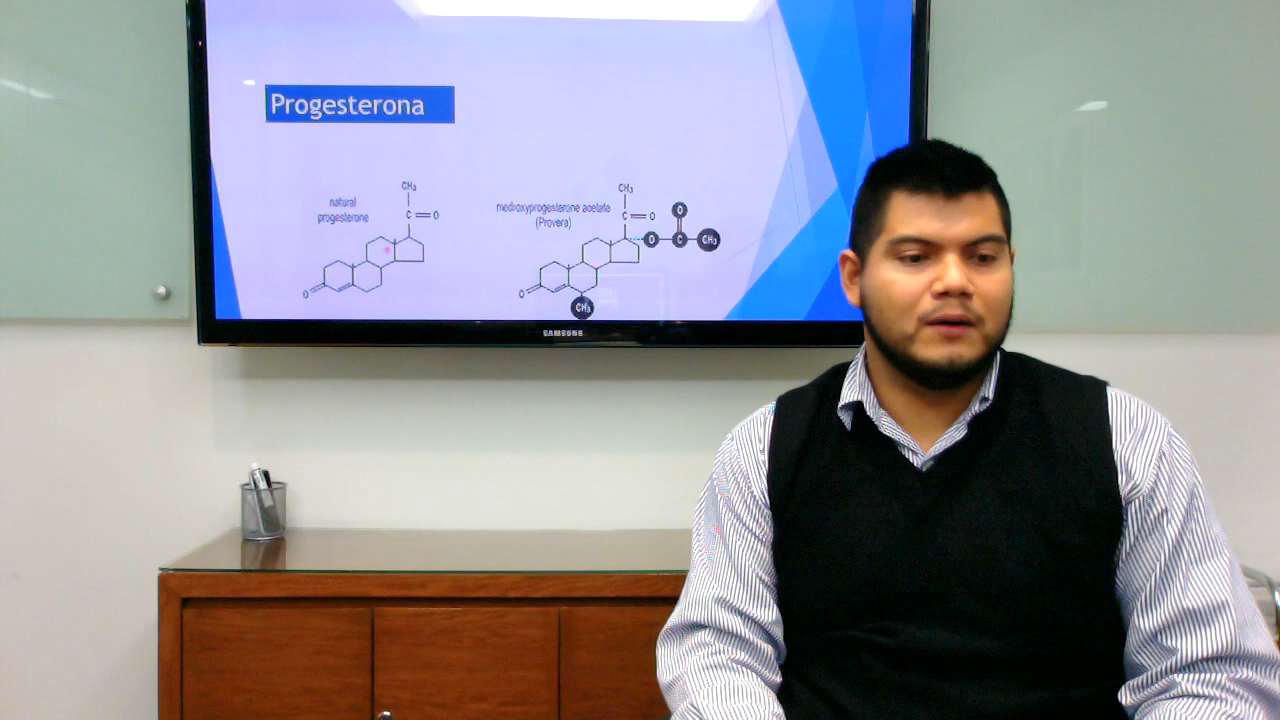 Progesterona
natural
progesterone
CH₃
C
O
O
medroxyprogesterone acetate
(Provera)
CH₃
C
O
O
O
C
CH₃
O
CH₃
SAMSUNG